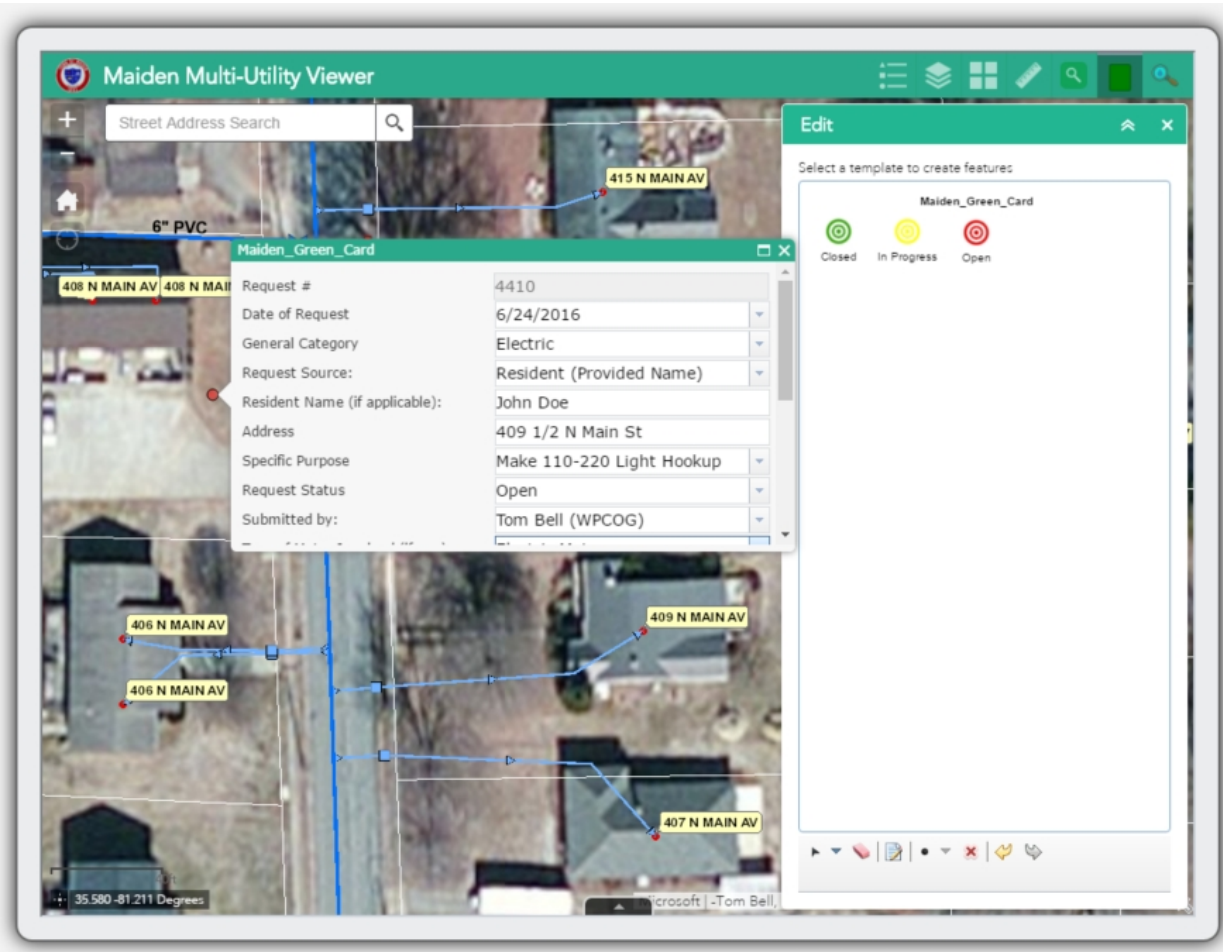 Maiden Multi-Utility Viewer
Street Address Search
Edit
Select a template to create features
Maiden_Green_Card
Closed
In Progress
Open
415 N MAIN AV
6" PVC
408 N MAIN AV
408 N MAI
Maiden_Green_Card
Request # 4410
Date of Request 6/24/2016
General Category Electric
Request Source: Resident (Provided Name)
Resident Name (if applicable): John Doe
Address 409 1/2 N Main St
Specific Purpose Make 110-220 Light Hookup
Request Status Open
Submitted by: Tom Bell (WPCOG)
406 N MAIN AV
409 N MAIN AV
406 N MAIN AV
407 N MAIN AV
35.580 -81.211 Degrees
Microsoft | -Tom Bell,